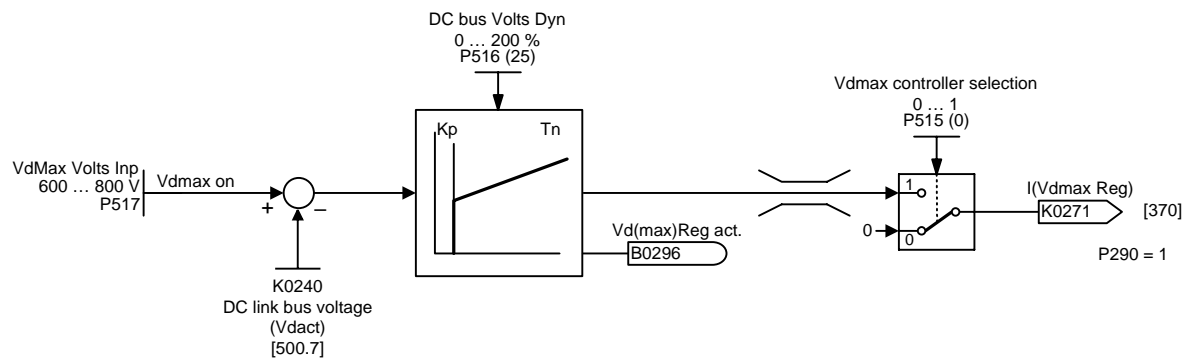 DC bus Volts Dyn
0 … 200 %
P516 (25)
Vdmax controller selection
0 … 1
P515 (0)
Kp
Tn
VdMax Volts Inp
600 … 800 V
P517
Vdmax on
+
–
1
I(Vdmax Reg)
K0271
[370]
0
0
Vd(max)Reg act.
B0296
P290 = 1
K0240
DC link bus voltage
(Vdact)
[500.7]